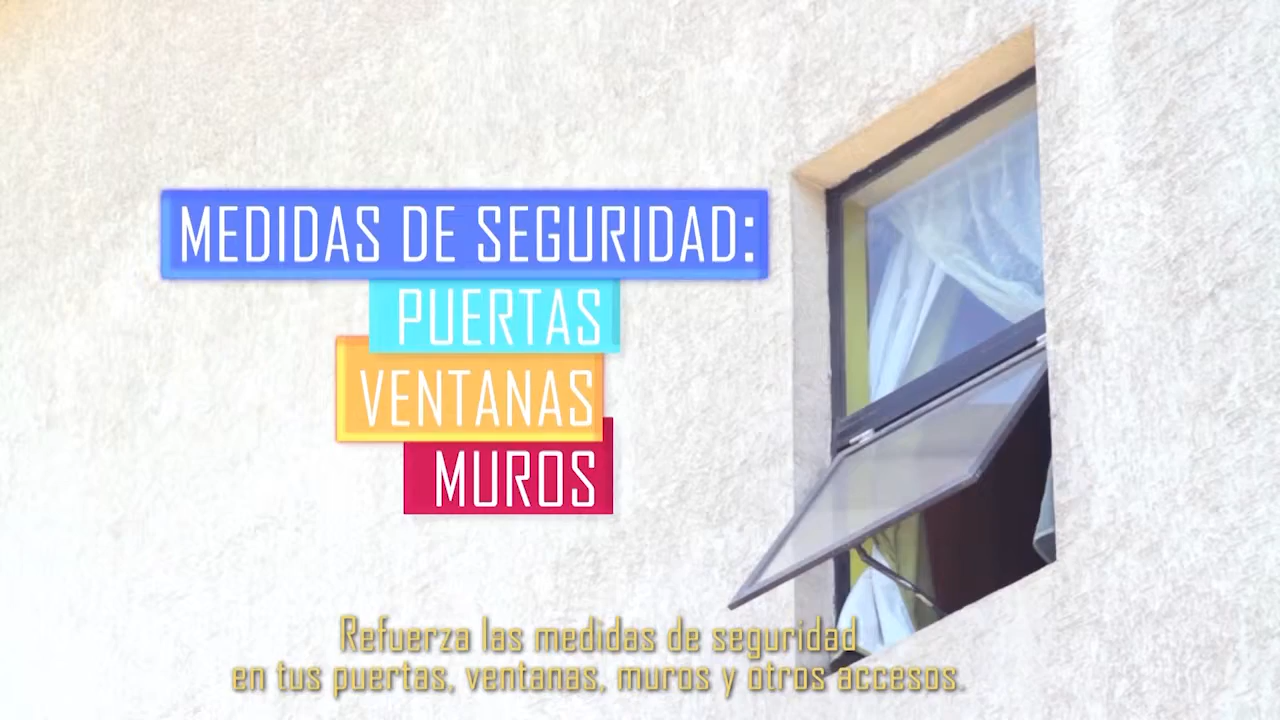 MEDIDAS DE SEGURIDAD:
PUERTAS
VENTANAS
MUROS
Refuerza las medidas de seguridad
en tus puertas, ventanas, muros y otros accesos.